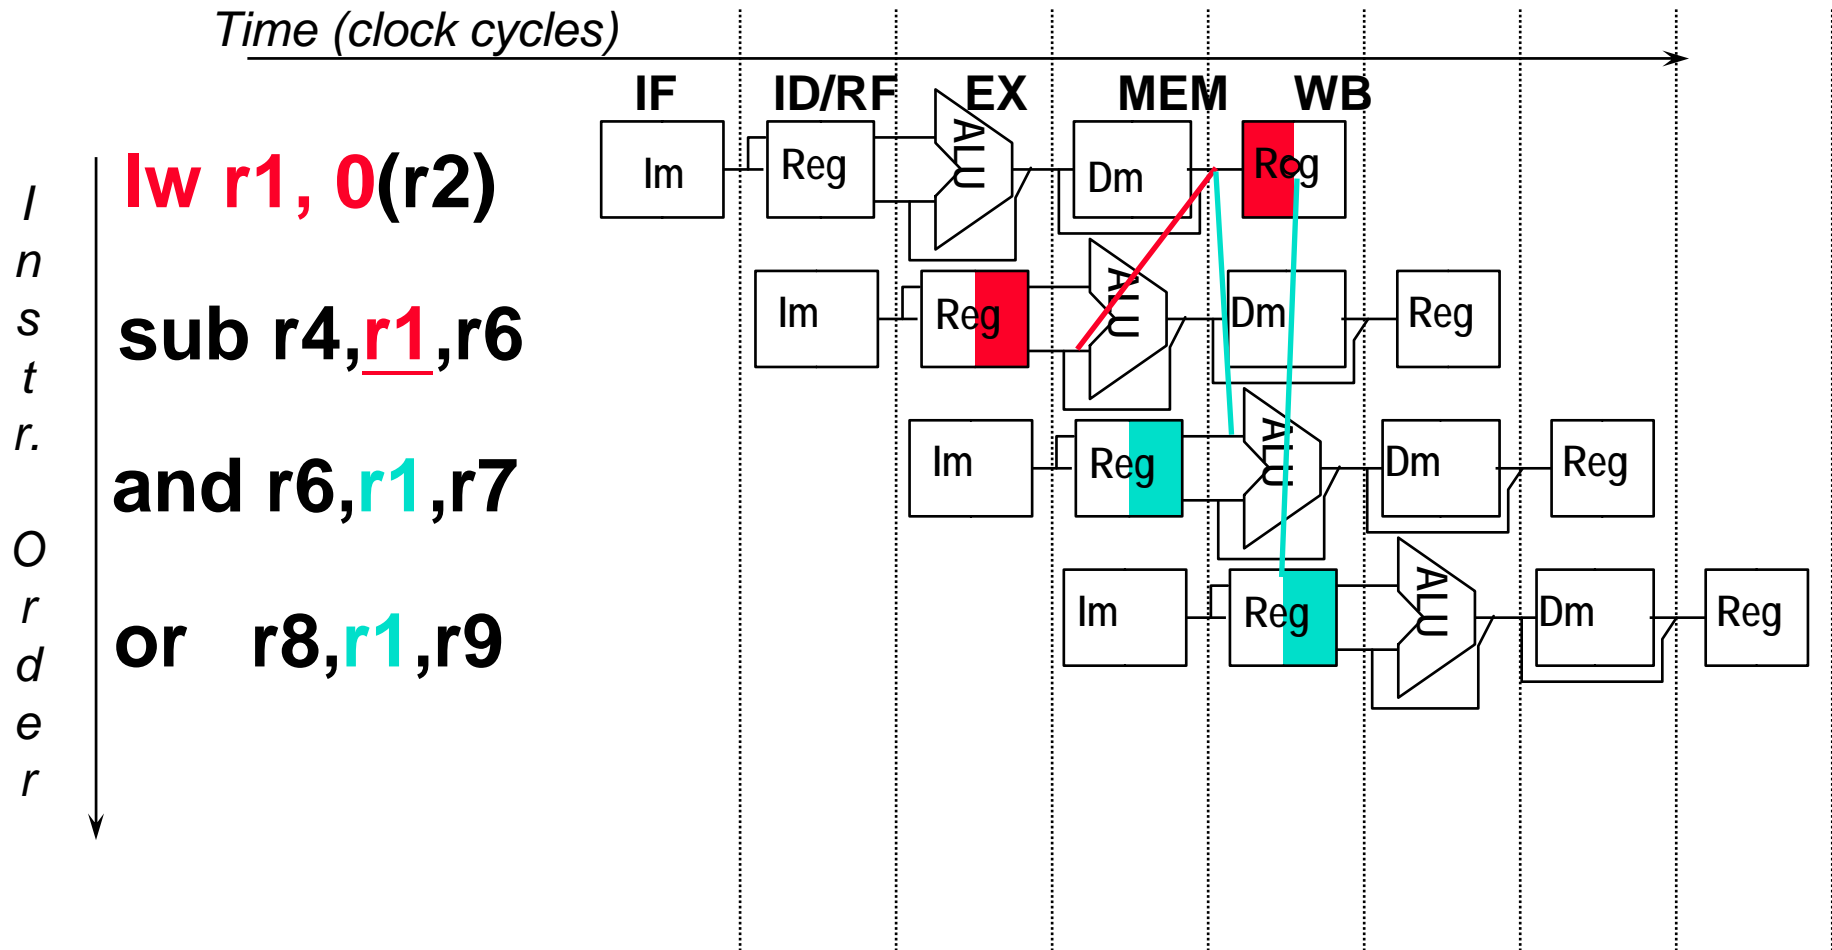 Time (clock cycles)
IF ID/RF EX MEM WB
Instr. Order
lw r1, 0(r2)
Im Reg ALU Dm Reg
sub r4,r1,r6
Im Reg ALU Dm Reg
and r6,r1,r7
Im Reg ALU Dm Reg
or r8,r1,r9
Im Reg ALU Dm Reg